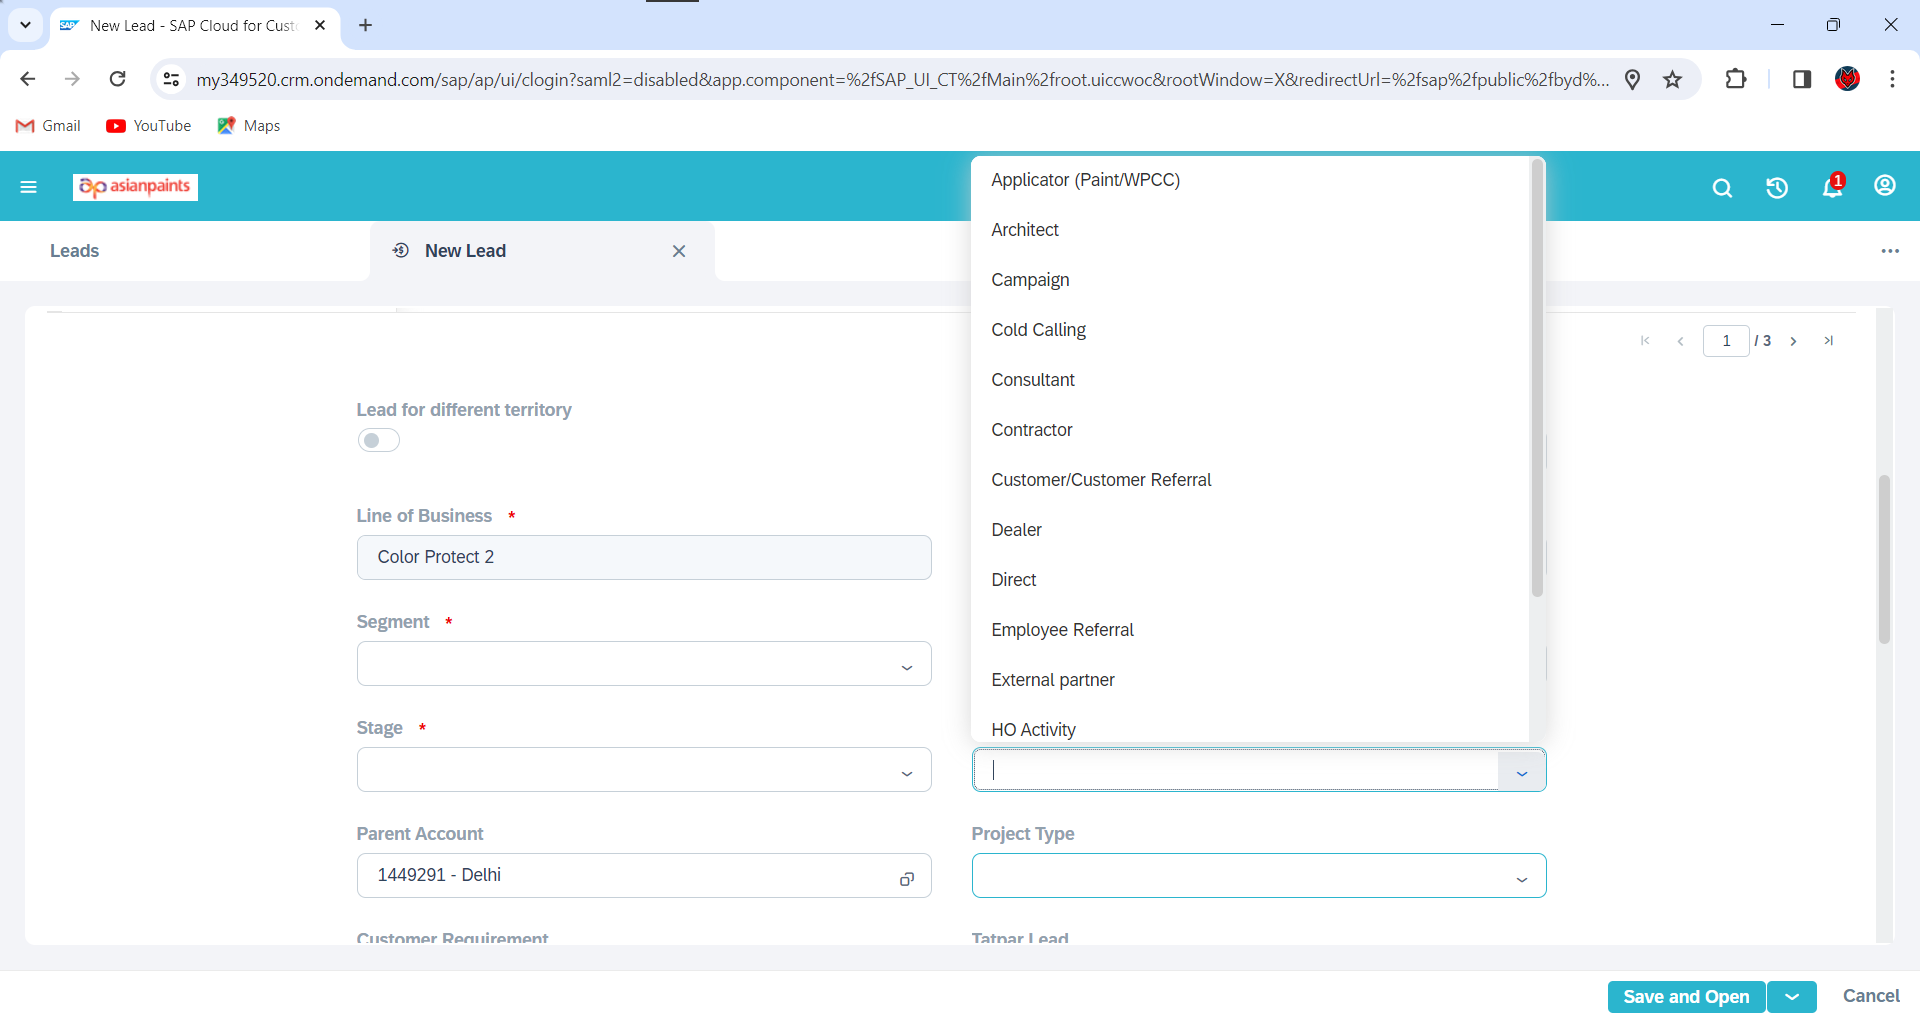 New Lead - SAP Cloud for Cust
my349520.crm.ondemand.com/sap/ap/ui/clogin?saml2=disabled&app.component=%2fSAP_UI_CT%2fMain%2froot.uiccwoc&rootWindow=X&redirectUrl=%2fsap%2fpublic%2fbyd%...
Gmail
YouTube
Maps
asianpaints
1
Leads
New Lead
1 / 3
Lead for different territory
Line of Business *
Color Protect 2
Segment *
Stage *
Parent Account
1449291 - Delhi
Customer Requirement
Applicator (Paint/WPCC)
Architect
Campaign
Cold Calling
Consultant
Contractor
Customer/Customer Referral
Dealer
Direct
Employee Referral
External partner
HO Activity
Project Type
Tatpar Lead
Save and Open
Cancel